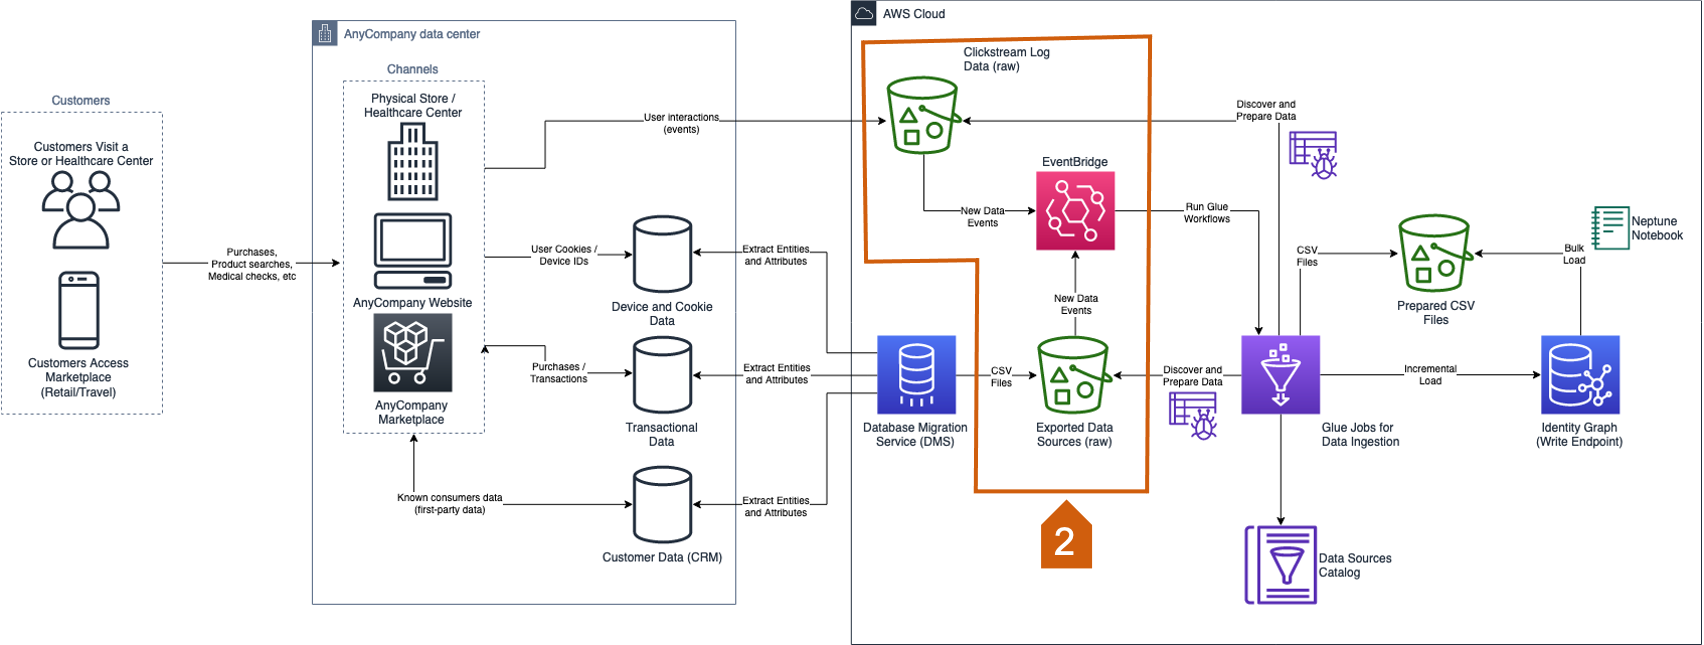 Customers
Customers Visit a
Store or Healthcare Center
Customers Access
Marketplace
(Retail/Travel)
Purchases,
Product searches,
Medical checks, etc
AnyCompany data center
Channels
Physical Store /
Healthcare Center
AnyCompany Website
AnyCompany
Marketplace
User interactions
(events)
User Cookies /
Device IDs
Device and Cookie
Data
Purchases /
Transactions
Transactional
Data
Known consumers data
(first-party data)
Customer Data (CRM)
Extract Entities
and Attributes
Extract Entities
and Attributes
Extract Entities
and Attributes
AWS Cloud
Clickstream Log
Data (raw)
EventBridge
New Data
Events
New Data
Events
Database Migration
Service (DMS)
CSV
Files
Exported Data
Sources (raw)
2
Discover and
Prepare Data
Run Glue
Workflows
Discover and
Prepare Data
Glue Jobs for
Data Ingestion
CSV
Files
Prepared CSV
Files
Bulk
Load
Neptune
Notebook
Incremental
Load
Identity Graph
(Write Endpoint)
Data Sources
Catalog